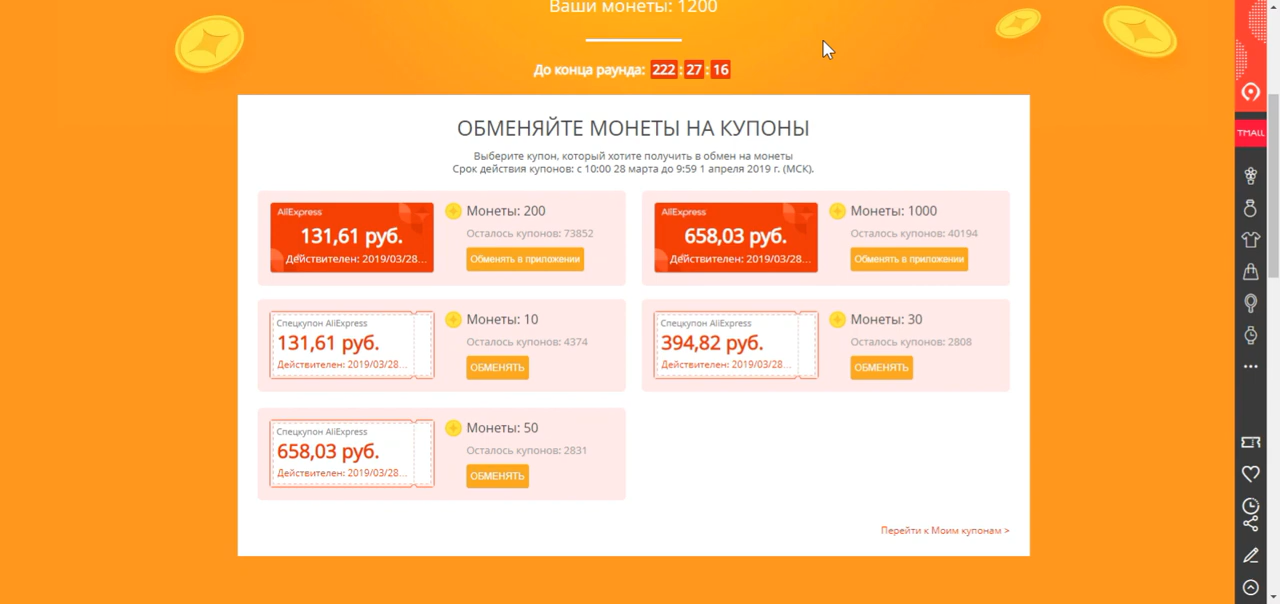 Ваши монеты: 1200
До конца раунда: 222 : 27 : 16
ОБМЕНЯЙТЕ МОНЕТЫ НА КУПОНЫ
Выберите купон, который хотите получить в обмен на монеты
Срок действия купонов: с 10:00 28 марта до 9:59 1 апреля 2019 г. (МСК).
AliExpress
131,61 руб.
Действителен: 2019/03/28...
Монеты: 200
Осталось купонов: 73852
Обменять в приложении
AliExpress
658,03 руб.
Действителен: 2019/03/28...
Монеты: 1000
Осталось купонов: 40194
Обменять в приложении
Спецкупон AliExpress
131,61 руб.
Действителен: 2019/03/28...
Монеты: 10
Осталось купонов: 4374
ОБМЕНЯТЬ
Спецкупон AliExpress
394,82 руб.
Действителен: 2019/03/28...
Монеты: 30
Осталось купонов: 2808
ОБМЕНЯТЬ
Спецкупон AliExpress
658,03 руб.
Действителен: 2019/03/28...
Монеты: 50
Осталось купонов: 2831
ОБМЕНЯТЬ
Перейти к Моим купонам >
TMALL